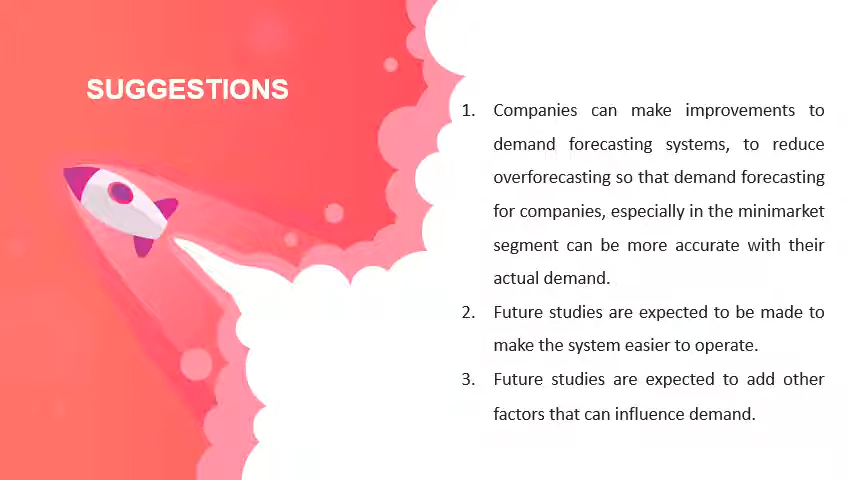 SUGGESTIONS
1. Companies can make improvements to
demand forecasting systems, to reduce
overforecasting so that demand forecasting
for companies, especially in the minimarket
segment can be more accurate with their
actual demand.
2. Future studies are expected to be made to
make the system easier to operate.
3. Future studies are expected to add other
factors that can influence demand.